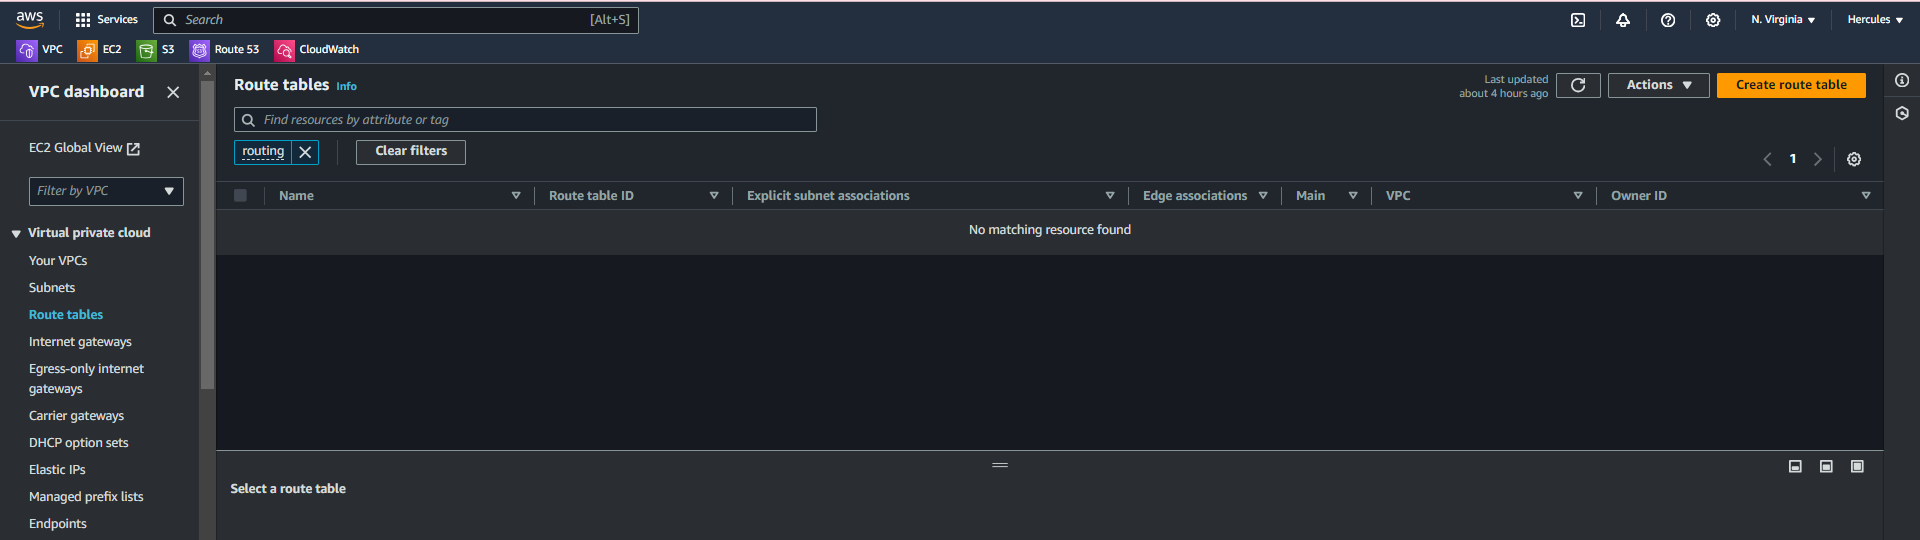 aws Services Search [Alt+S] N. Virginia Hercules
VPC EC2 S3 Route 53 CloudWatch
VPC dashboard
EC2 Global View
Filter by VPC
Virtual private cloud
Your VPCs
Subnets
Route tables
Internet gateways
Egress-only internet
gateways
Carrier gateways
DHCP option sets
Elastic IPs
Managed prefix lists
Endpoints
Route tables Info
Last updated
about 4 hours ago
Actions
Create route table
Find resources by attribute or tag
routing
Clear filters
1
Name Route table ID Explicit subnet associations Edge associations Main VPC Owner ID
No matching resource found
Select a route table